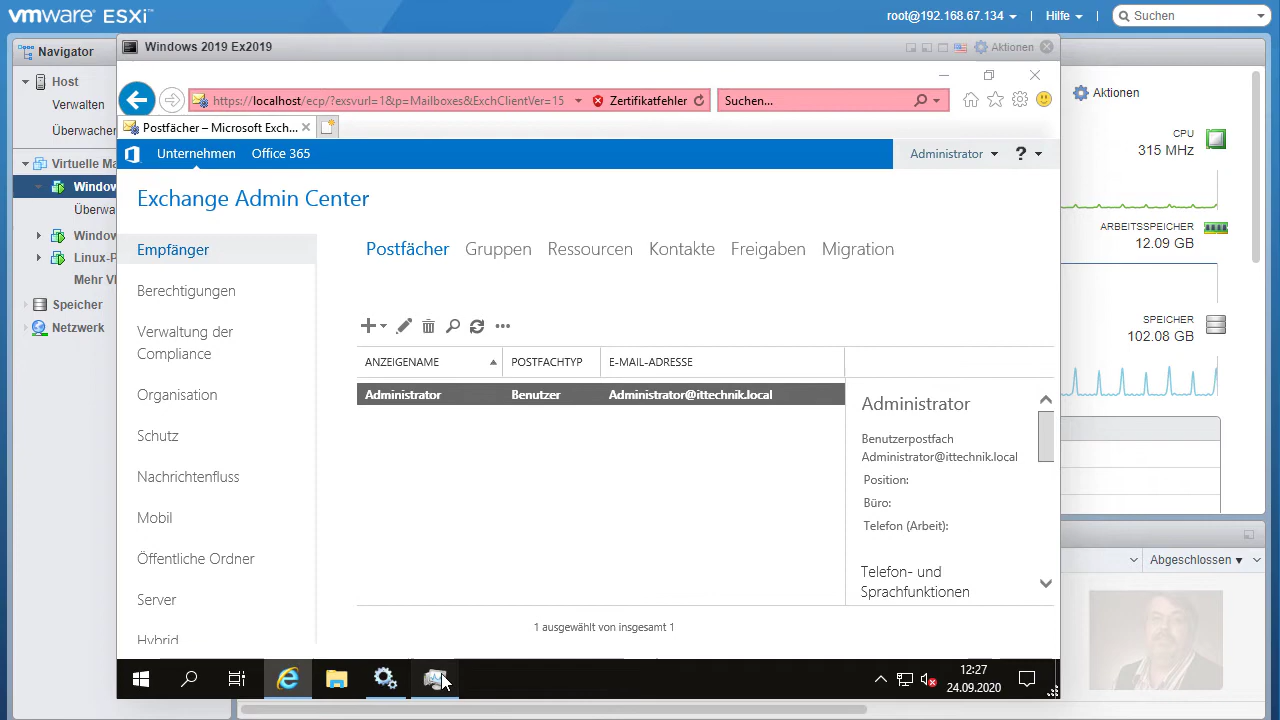 vmware ESXi
root@192.168.67.134
Hilfe
Suchen
Navigator
Host
Verwalten
Überwachen
Virtuelle Ma
Window
Überwa
Window
Linux-P
Mehr VI
Speicher
Netzwerk
Windows 2019 Ex2019
Aktionen
https://localhost/ecp/?exsvurl=1&p=Mailboxes&ExchClientVer=15
Zertifikatfehler
Suchen...
Postfächer – Microsoft Exch...
Unternehmen
Office 365
Administrator
?
Exchange Admin Center
Empfänger
Berechtigungen
Verwaltung der
Compliance
Organisation
Schutz
Nachrichtenfluss
Mobil
Öffentliche Ordner
Server
Hybrid
Postfächer
Gruppen
Ressourcen
Kontakte
Freigaben
Migration
ANZEIGENAME
POSTFACHTYP
E-MAIL-ADRESSE
Administrator
Benutzer
Administrator@ittechnik.local
Administrator
Benutzerpostfach
Administrator@ittechnik.local
Position:
Büro:
Telefon (Arbeit):
Telefon- und
Sprachfunktionen
1 ausgewählt von insgesamt 1
12:27
24.09.2020
Aktionen
CPU
315 MHz
ARBEITSSPEICHER
12.09 GB
SPEICHER
102.08 GB
Abgeschlossen